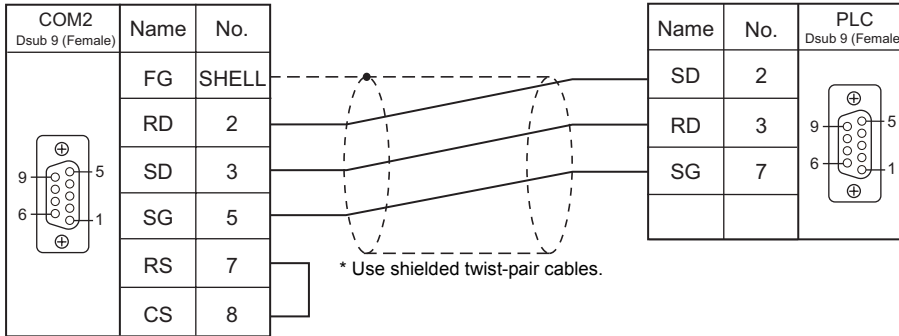 COM2
Dsub 9 (Female)
Name
No.
FG
SHELL
RD
2
SD
3
SG
5
RS
7
CS
8
9
5
6
1
* Use shielded twist-pair cables.
Name
No.
PLC
Dsub 9 (Female
SD
2
RD
3
SG
7
9
5
6
1